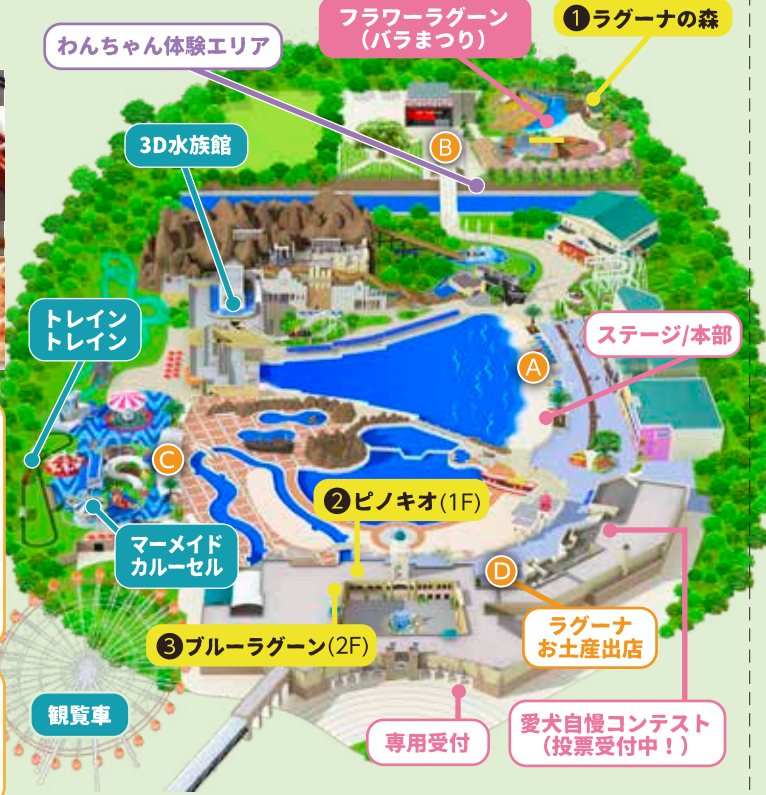 フラワーラグーン
（バラまつり）
❶ラグーナの森
わんちゃん体験エリア
3D水族館
B
トレイン
トレイン
ステージ/本部
A
C
❷ピノキオ(1F)
マーメイド
カルーセル
D
❸ブルーラグーン(2F)
ラグーナ
お土産出店
観覧車
専用受付
愛犬自慢コンテスト
（投票受付中！）